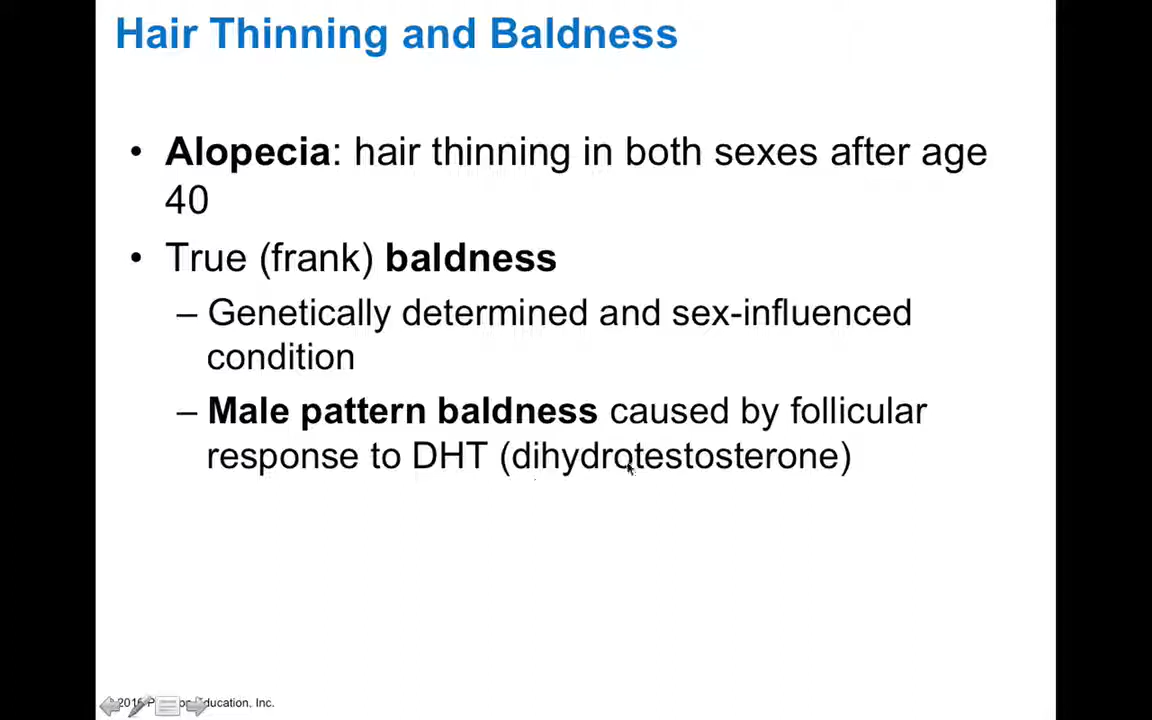 Hair Thinning and Baldness
• Alopecia: hair thinning in both sexes after age
40
• True (frank) baldness
– Genetically determined and sex-influenced
condition
– Male pattern baldness caused by follicular
response to DHT (dihydrotestosterone)
Education, Inc.